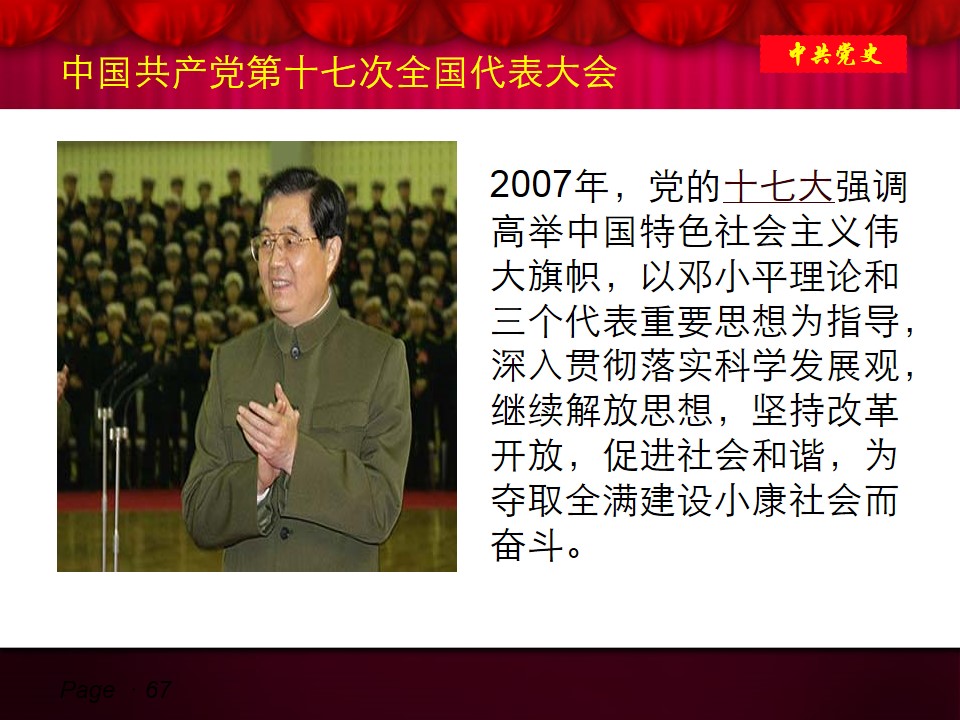 中国共产党第十七次全国代表大会
中共党史
2007年，党的十七大强调
高举中国特色社会主义伟
大旗帜，以邓小平理论和
三个代表重要思想为指导，
深入贯彻落实科学发展观，
继续解放思想，坚持改革
开放，促进社会和谐，为
夺取全满建设小康社会而
奋斗。
Page 67